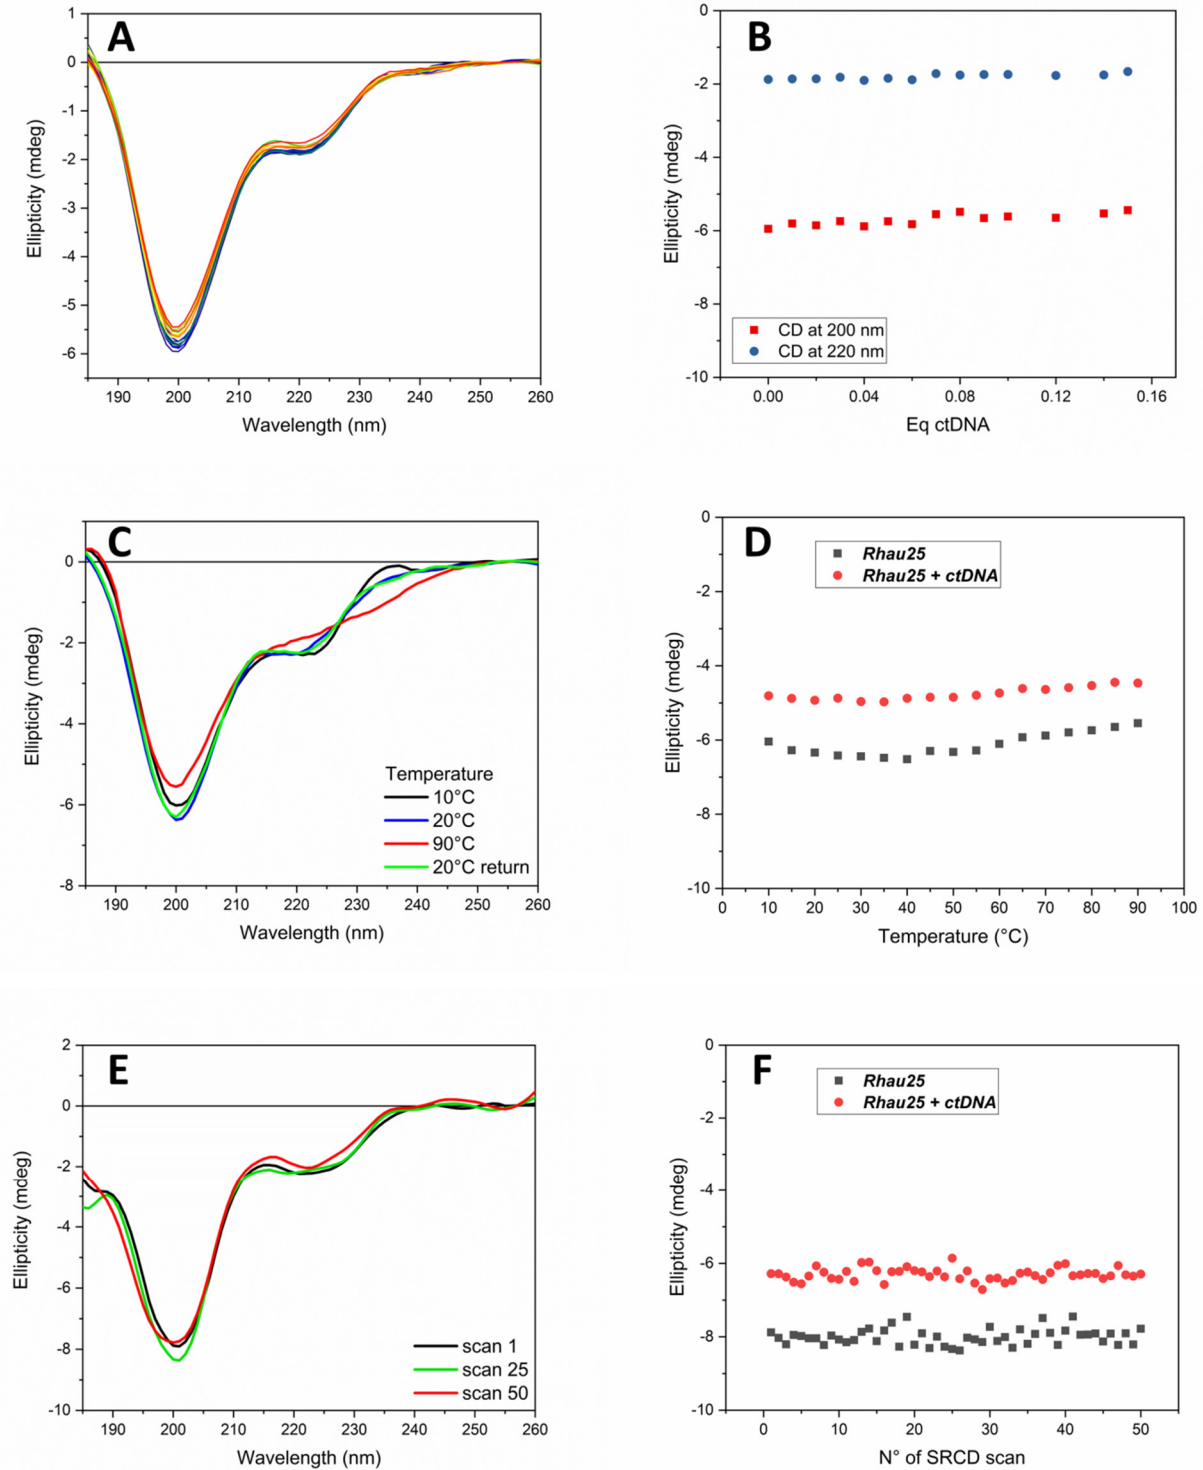 A
1
0
-1
-2
-3
-4
-5
-6
Ellipticity (mdeg)
190 200 210 220 230 240 250 260
Wavelength (nm)
B
0
-2
-4
-6
-8
-10
Ellipticity (mdeg)
CD at 200 nm
CD at 220 nm
0.00 0.04 0.08 0.12 0.16
Eq ctDNA
C
0
-2
-4
-6
-8
Ellipticity (mdeg)
Temperature
10°C
20°C
90°C
20°C return
190 200 210 220 230 240 250 260
Wavelength (nm)
D
Rhau25
Rhau25 + ctDNA
0
-2
-4
-6
-8
-10
Ellipticity (mdeg)
0 10 20 30 40 50 60 70 80 90 100
Temperature (°C)
E
2
0
-2
-4
-6
-8
-10
Ellipticity (mdeg)
scan 1
scan 25
scan 50
190 200 210 220 230 240 250 260
Wavelength (nm)
F
Rhau25
Rhau25 + ctDNA
0
-2
-4
-6
-8
-10
Ellipticity (mdeg)
0 10 20 30 40 50
N° of SRCD scan